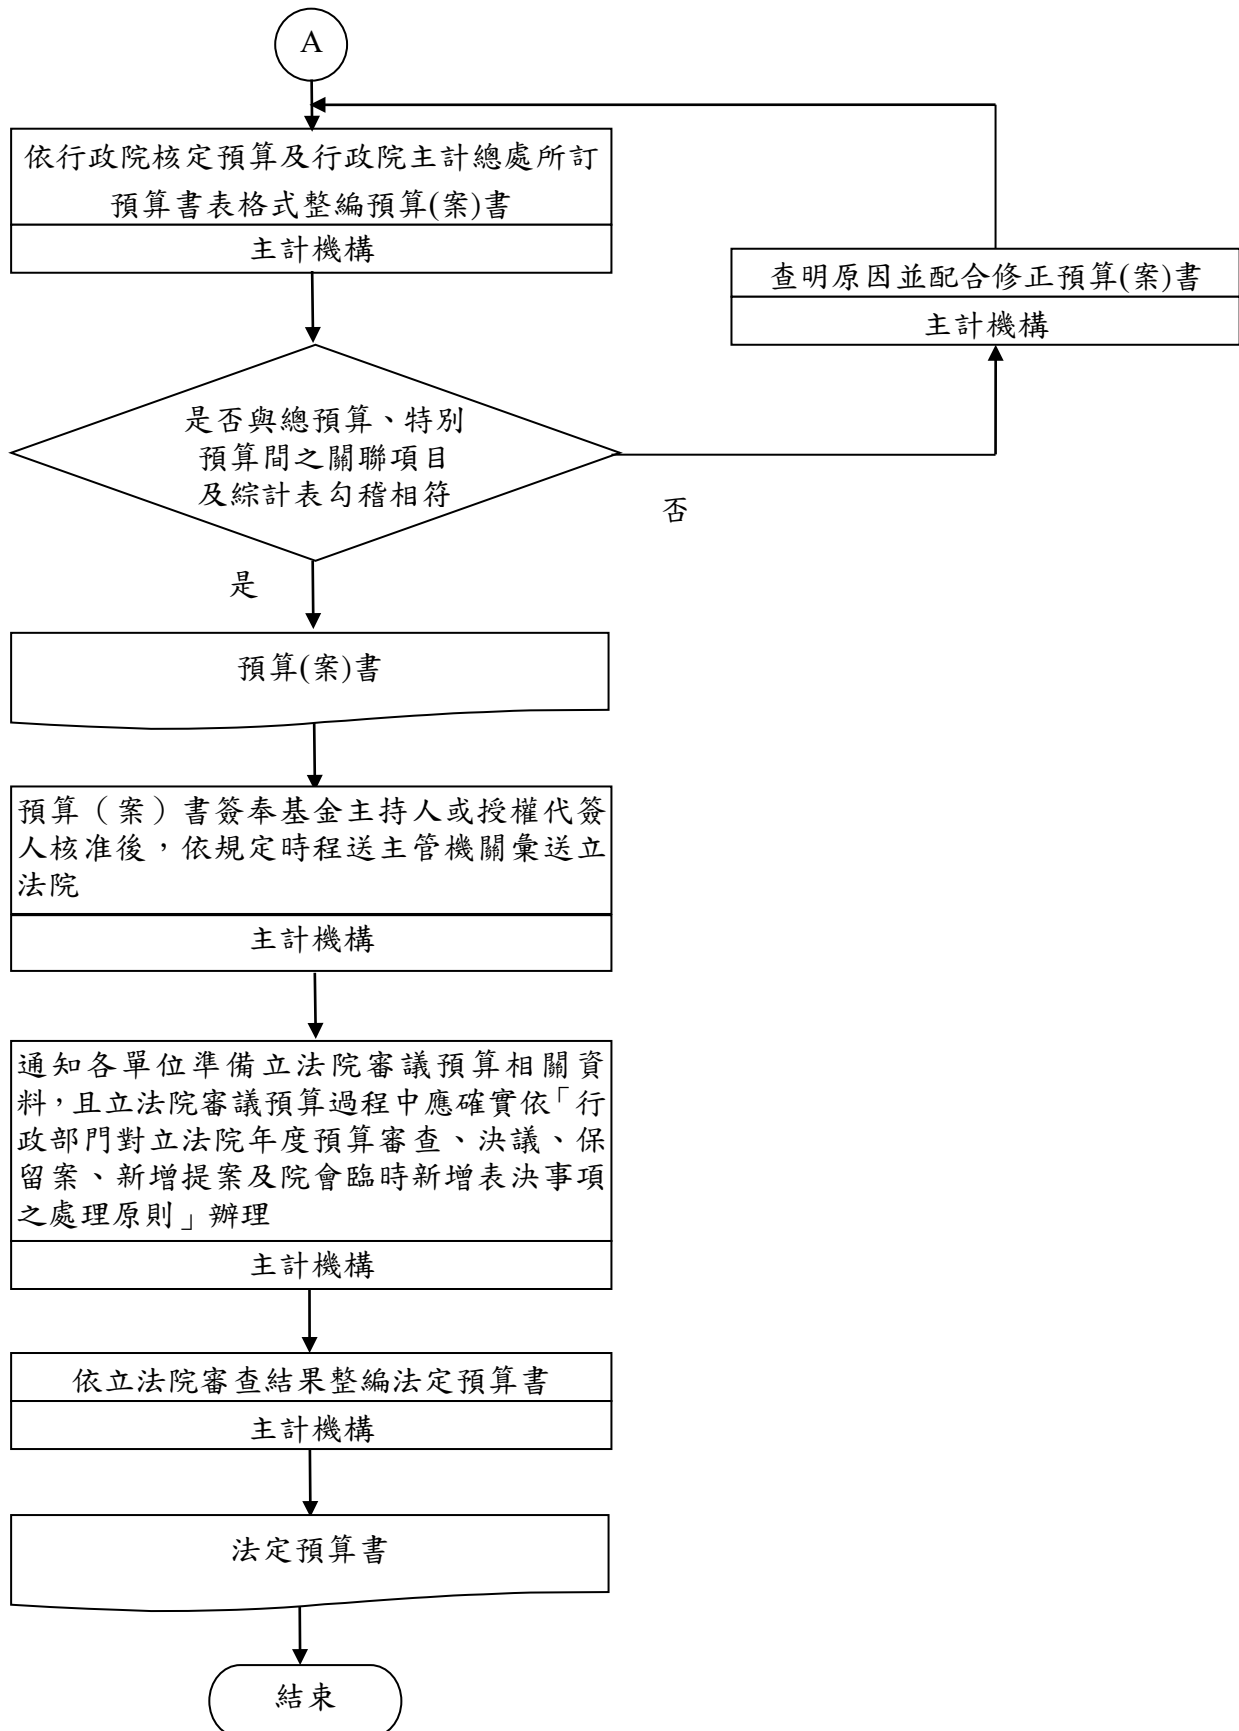 A
依行政院核定預算及行政院主計總處所訂
預算書表格式整編預算(案)書
主計機構
查明原因並配合修正預算(案)書
主計機構
是否與總預算、特別
預算間之關聯項目
及綜計表勾稽相符
否
是
預算(案)書
預算（案）書簽奉基金主持人或授權代簽
人核准後，依規定時程送主管機關彙送立
法院
主計機構
通知各單位準備立法院審議預算相關資
料，且立法院審議預算過程中應確實依「行
政部門對立法院年度預算審查、決議、保
留案、新增提案及院會臨時新增表決事項
之處理原則」辦理
主計機構
依立法院審查結果整編法定預算書
主計機構
法定預算書
結束